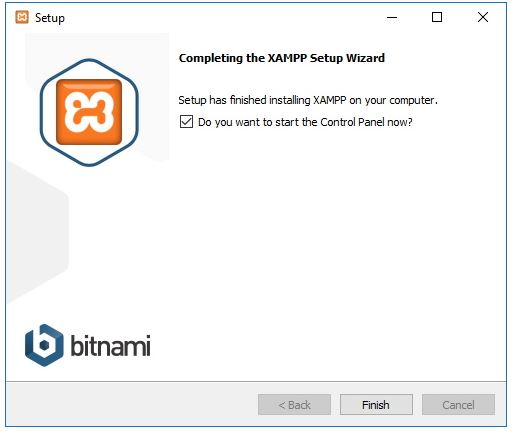 Setup
Completing the XAMPP Setup Wizard
Setup has finished installing XAMPP on your computer.
Do you want to start the Control Panel now?
bitnami
< Back
Finish
Cancel